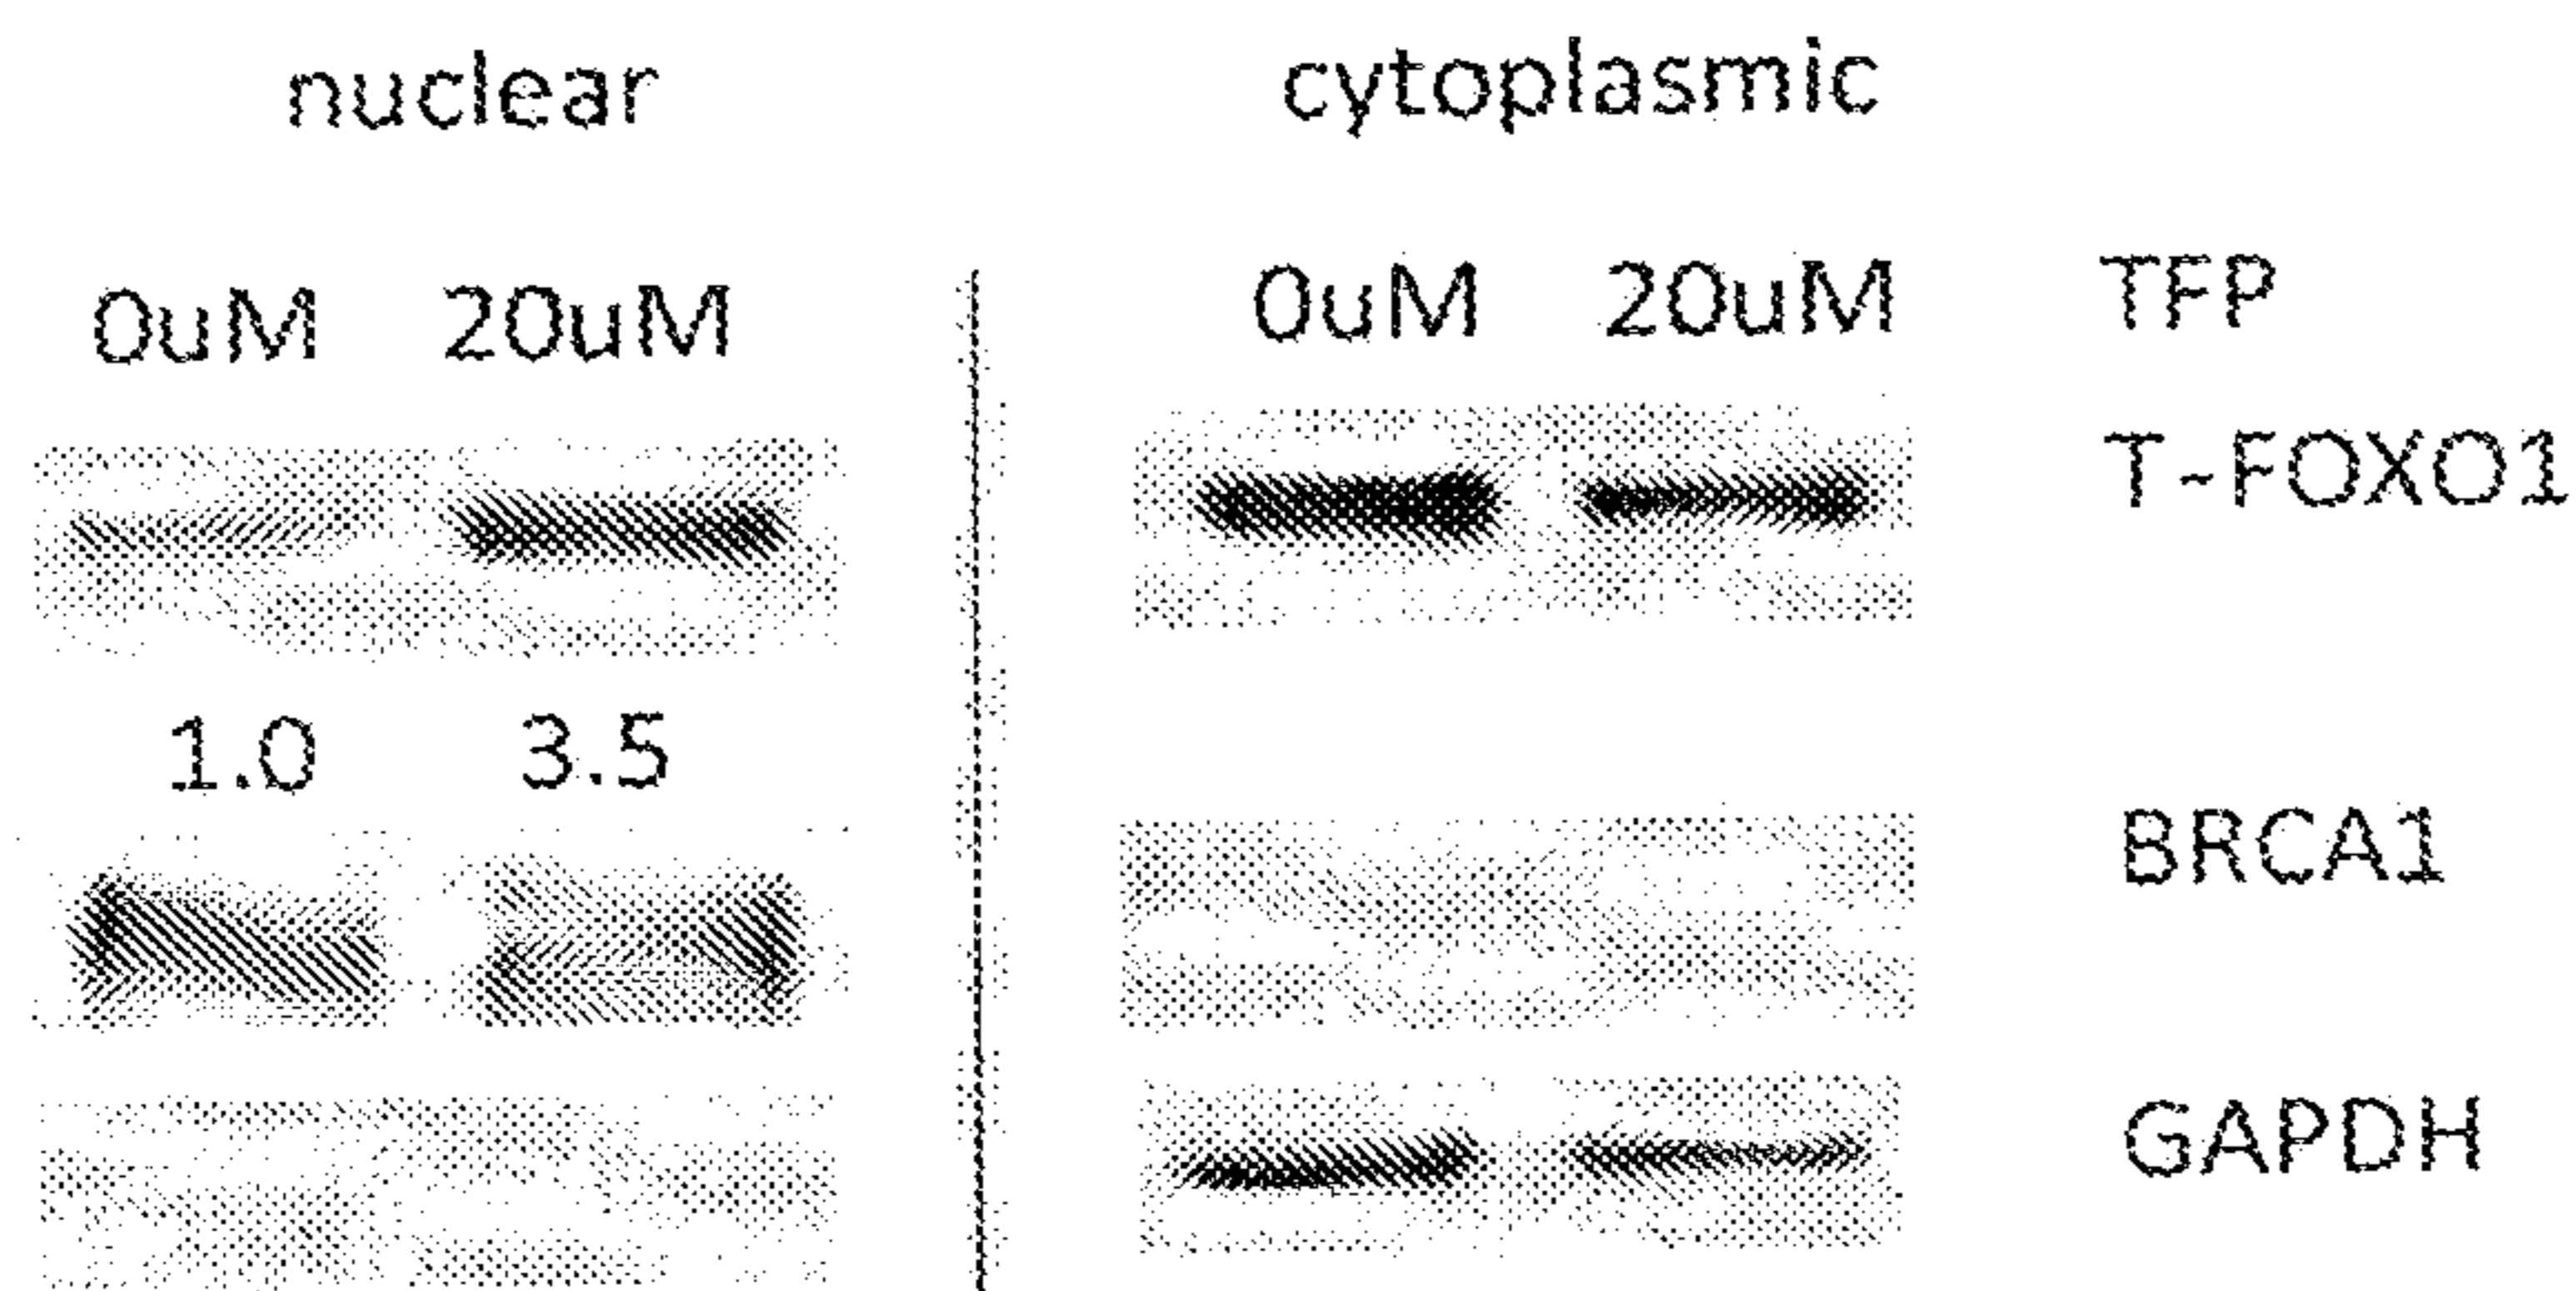 nuclear cytoplasmic
0uM 20uM 0uM 20uM TFP
T-FOXO1
1.0 3.5
BRCA1
GAPDH